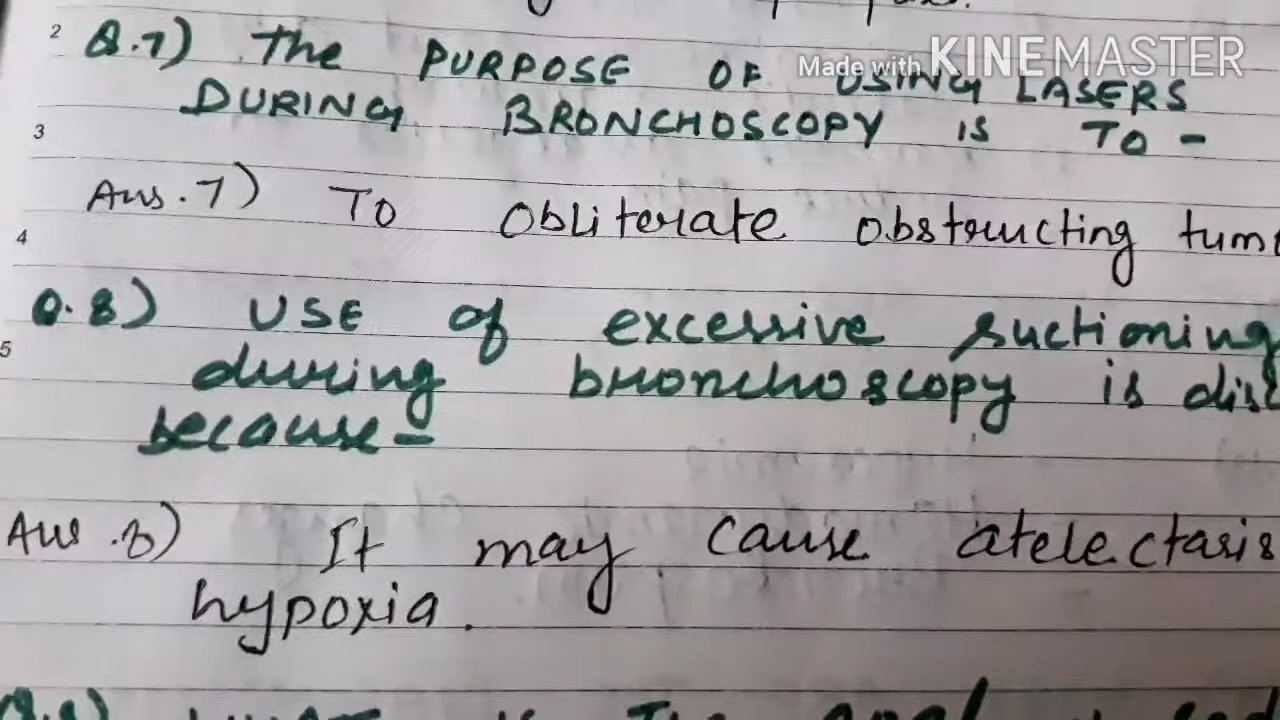 Made with KINEMASTER
2
Q.7) The PURPOSE OF USING LASERS
DURING BRONCHOSCOPY IS TO -
3
Ans.7) TO Obliterate obstructing tum
4
Q.8) USE of excessive suctioning
5
during bronchoscopy is dis
because-
Ans.8) It may cause atelectasis
hypoxia.